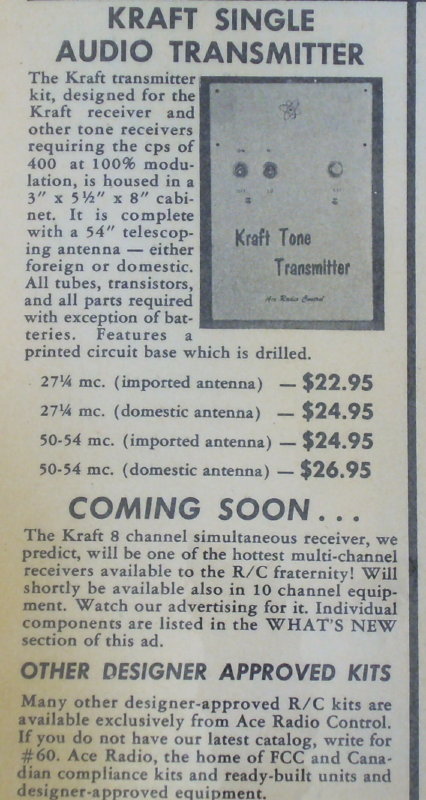 KRAFT SINGLE
AUDIO TRANSMITTER
The Kraft transmitter
kit, designed for the
Kraft receiver and
other tone receivers
requiring the cps of
400 at 100% modu-
lation, is housed in a
3" x 5½" x 8" cabi-
net. It is complete
with a 54" telescop-
ing antenna — either
foreign or domestic.
All tubes, transistors,
and all parts required
with exception of bat-
teries. Features a
printed circuit base which is drilled.
Kraft Tone
Transmitter
Ace Radio Control
27¼ mc. (imported antenna) — $22.95
27¼ mc. (domestic antenna) — $24.95
50-54 mc. (imported antenna) — $24.95
50-54 mc. (domestic antenna) — $26.95
COMING SOON...
The Kraft 8 channel simultaneous receiver, we
predict, will be one of the hottest multi-channel
receivers available to the R/C fraternity! Will
shortly be available also in 10 channel equip-
ment. Watch our advertising for it. Individual
components are listed in the WHAT'S NEW
section of this ad.
OTHER DESIGNER APPROVED KITS
Many other designer-approved R/C kits are
available exclusively from Ace Radio Control.
If you do not have our latest catalog, write for
#60. Ace Radio, the home of FCC and Cana-
dian compliance kits and ready-built units and
designer-approved equipment.